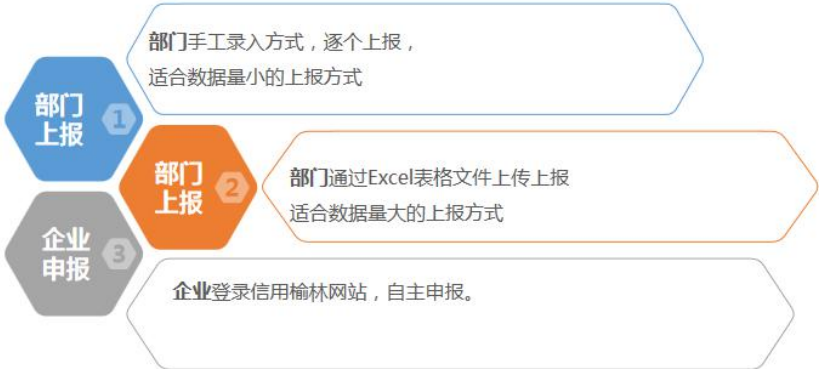 部门手工录入方式，逐个上报，
适合数据量小的上报方式
部门
上报
1
部门
上报
2
部门通过Excel表格文件上传上报
适合数据量大的上报方式
企业
申报
3
企业登录信用榆林网站，自主申报。